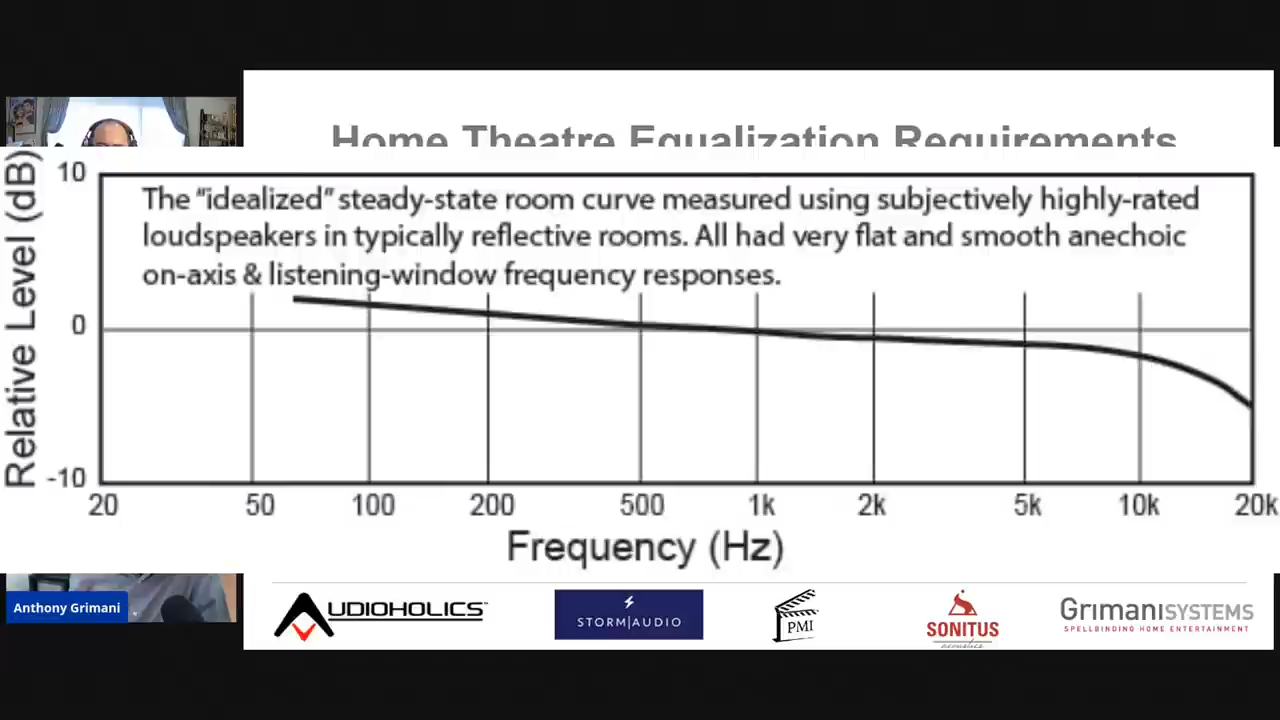 Home Theatre Equalization Requirements
Relative Level (dB)
10
0
-10
The “idealized” steady-state room curve measured using subjectively highly-rated
loudspeakers in typically reflective rooms. All had very flat and smooth anechoic
on-axis & listening-window frequency responses.
20 50 100 200 500 1k 2k 5k 10k 20k
Frequency (Hz)
Anthony Grimani
AUDIOHOLICS
STORM|AUDIO
PMI
SONITUS
acoustics
GRIMANISYSTEMS
SPELLBINDING HOME ENTERTAINMENT